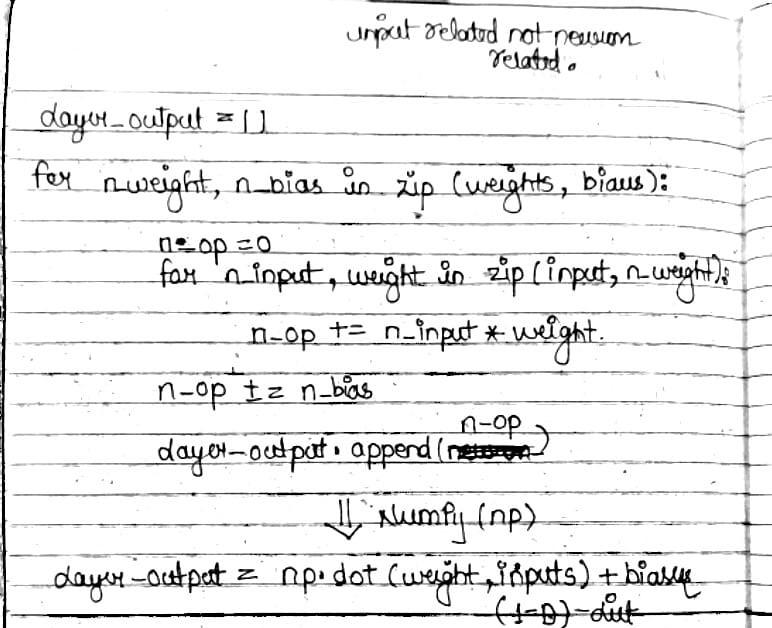 input related not neuron
related.
layer_output = []
for n_weight, n_bias in zip (weights, biases):
n_op = 0
for n_input, weight in zip (input, n_weight):
n_op += n_input * weight.
n_op += n_bias
n_op
layer_output.append( )
⇓ Numpy (np)
layer_output = np.dot (weight, inputs) + biases